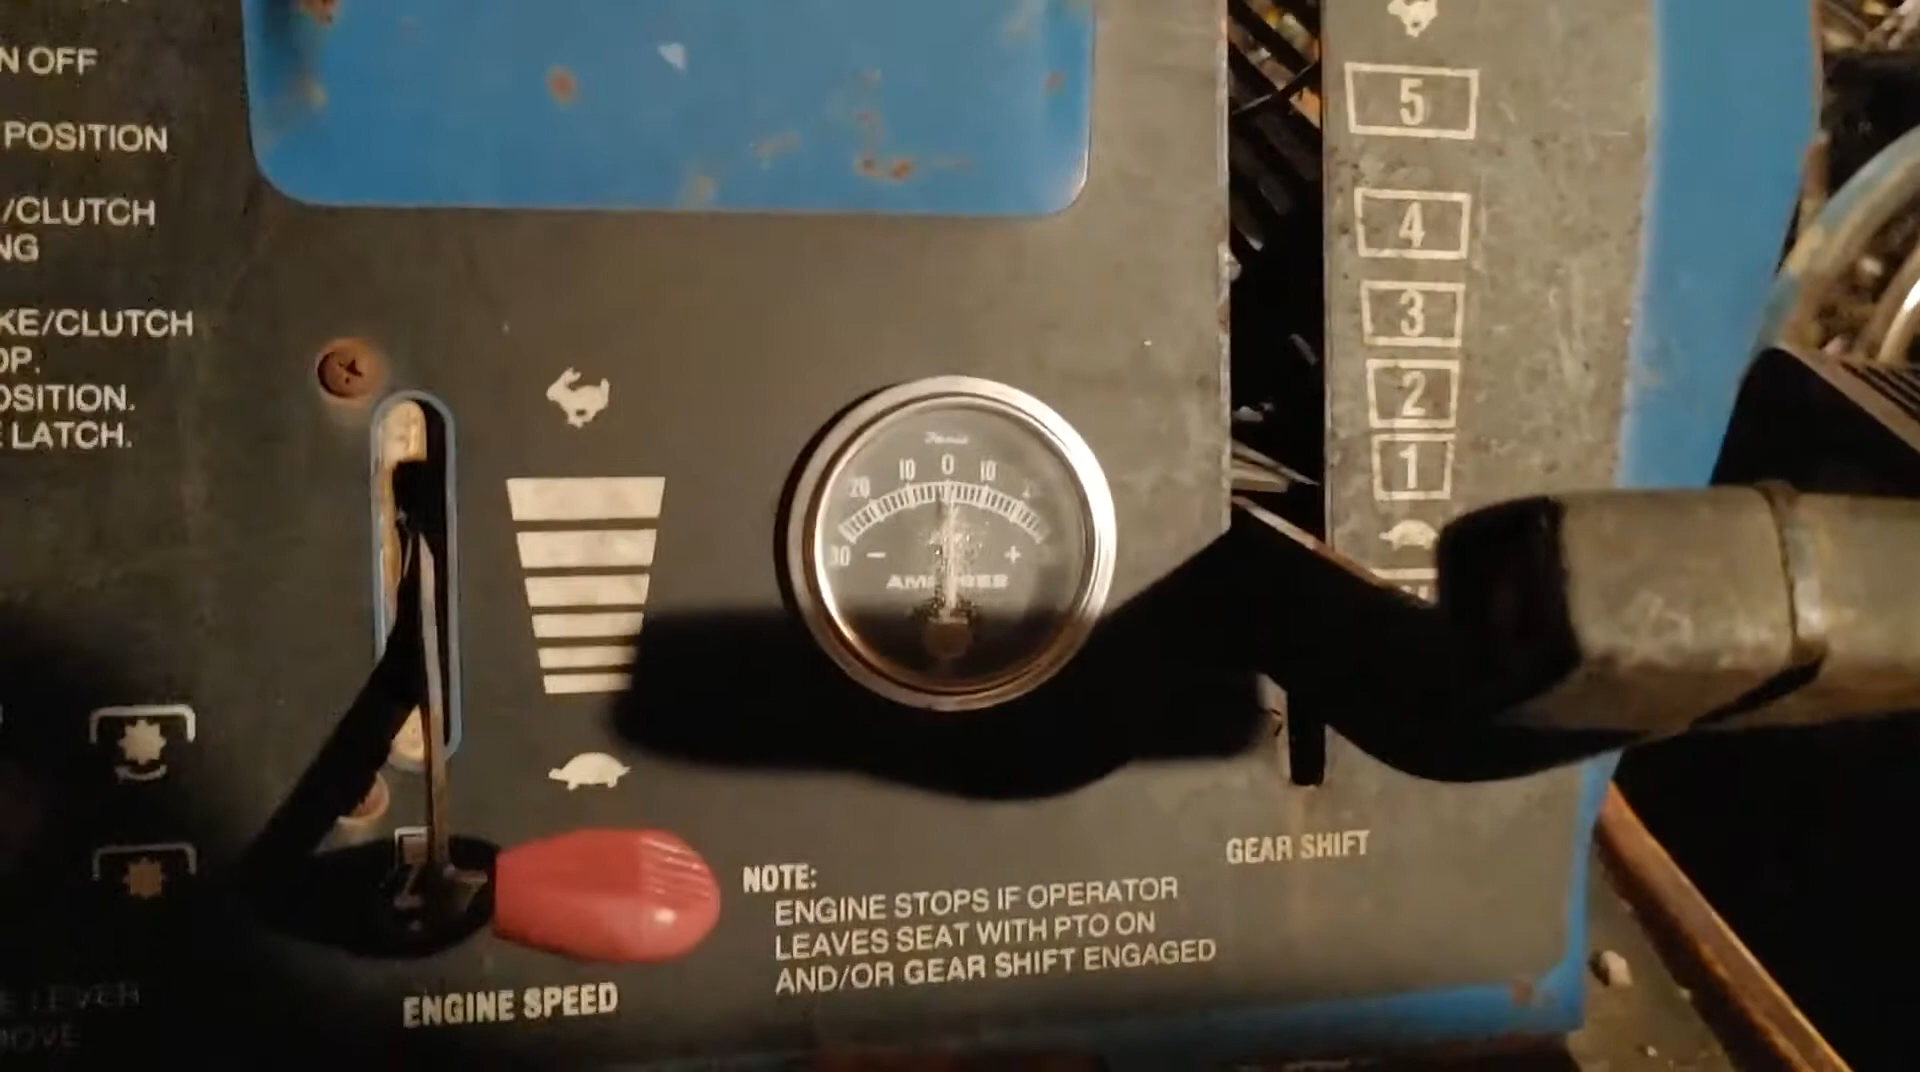 N OFF
POSITION
/CLUTCH
NG
KE/CLUTCH
OP.
OSITION.
E LATCH.
5
4
3
2
1
10 0 10
20
30 - +
ENGINE SPEED
GEAR SHIFT
NOTE:
ENGINE STOPS IF OPERATOR
LEAVES SEAT WITH PTO ON
AND/OR GEAR SHIFT ENGAGED
E LEVER